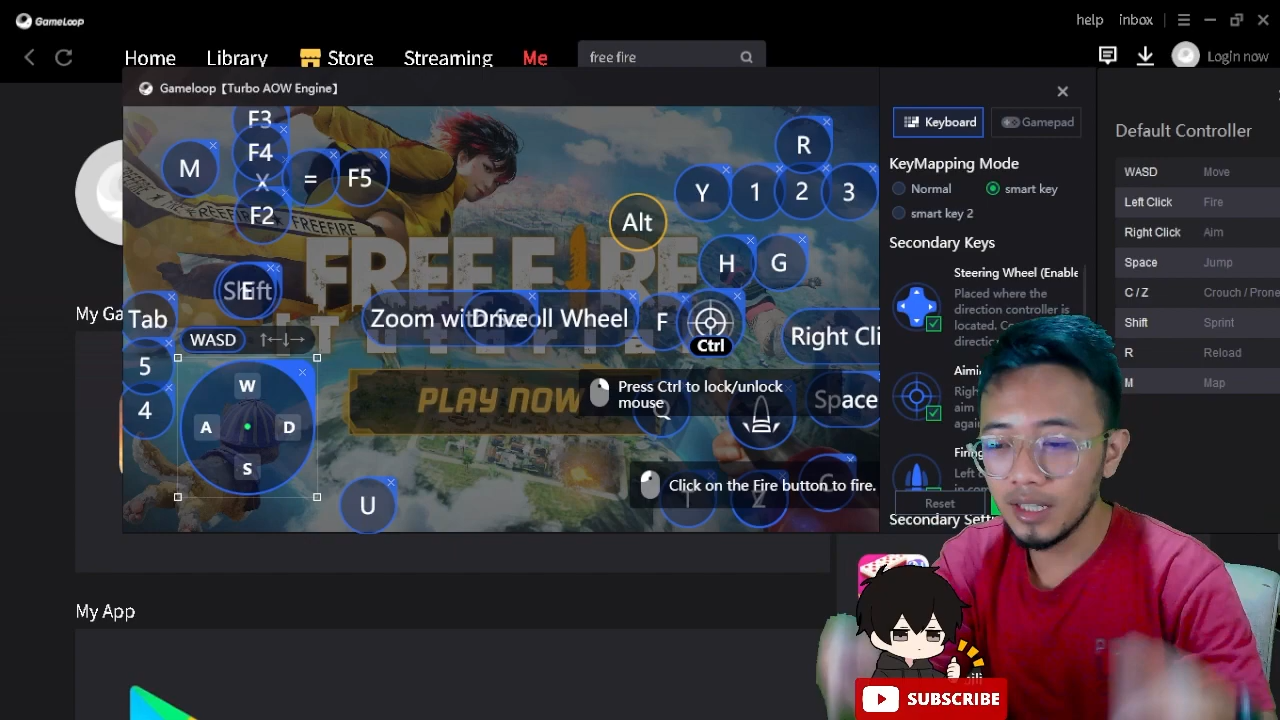 GameLoop
help inbox
Home Library Store Streaming Me free fire Login now
Gameloop【Turbo AOW Engine】
Keyboard Gamepad
Default Controller
KeyMapping Mode
Normal smart key
smart key 2
Secondary Keys
Steering Wheel (Enable
Placed where the
direction controller is
located.
WASD Move
Left Click Fire
Right Click Aim
Space Jump
C / Z Crouch / Prone
Shift Sprint
R Reload
M Map
F3
F4
M X = F5
F2
R
Y 1 2 3
Alt
H G
FREE FIRE
Shift E
Tab
Zoom with Scroll Wheel
Drive
F
Ctrl
Right Cli
WASD ↑←↓→
5
4
W
A D
S
PLAY NOW
Press Ctrl to lock/unlock
mouse
Space
Click on the Fire button to fire.
U
T Z C
Reset
My Ga
My App
SUBSCRIBE